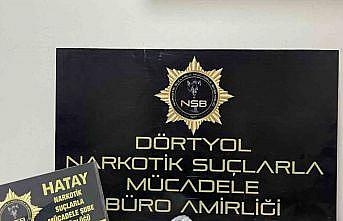 NSB
DÖRTYOL
NARKOTİK SUÇLARLA
MÜCADELE
BÜRO AMİRLİĞİ
HATAY
NARKOTİK
SUÇLARLA
MÜCADELE ŞUBE